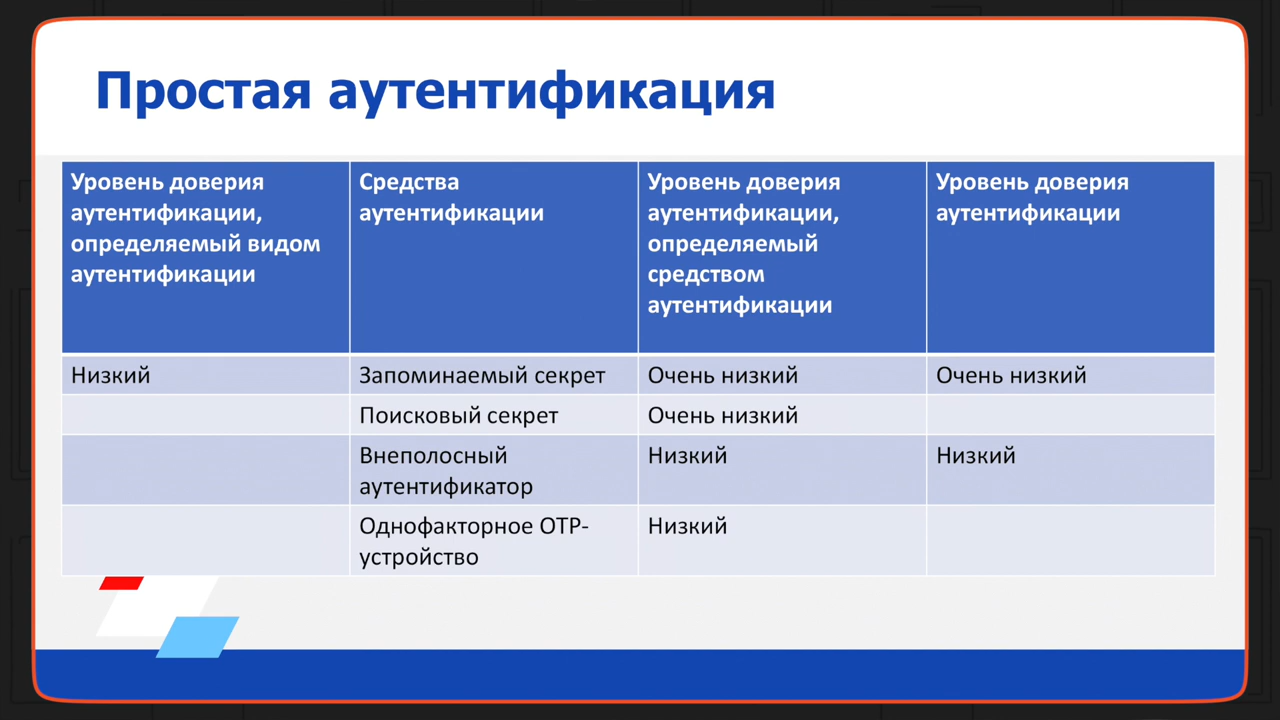 Простая аутентификация
Уровень доверия
аутентификации,
определяемый видом
аутентификации
Средства
аутентификации
Уровень доверия
аутентификации,
определяемый
средством
аутентификации
Уровень доверия
аутентификации
Низкий
Запоминаемый секрет
Очень низкий
Очень низкий
Поисковый секрет
Очень низкий
Внеполосный
аутентификатор
Низкий
Низкий
Однофакторное ОТР-
устройство
Низкий